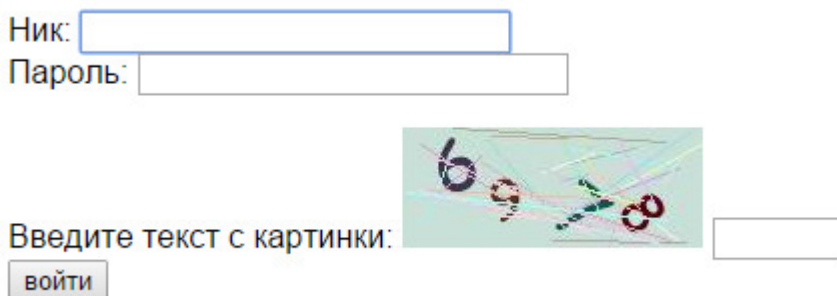 Ник:
Пароль:
Введите текст с картинки:
войти